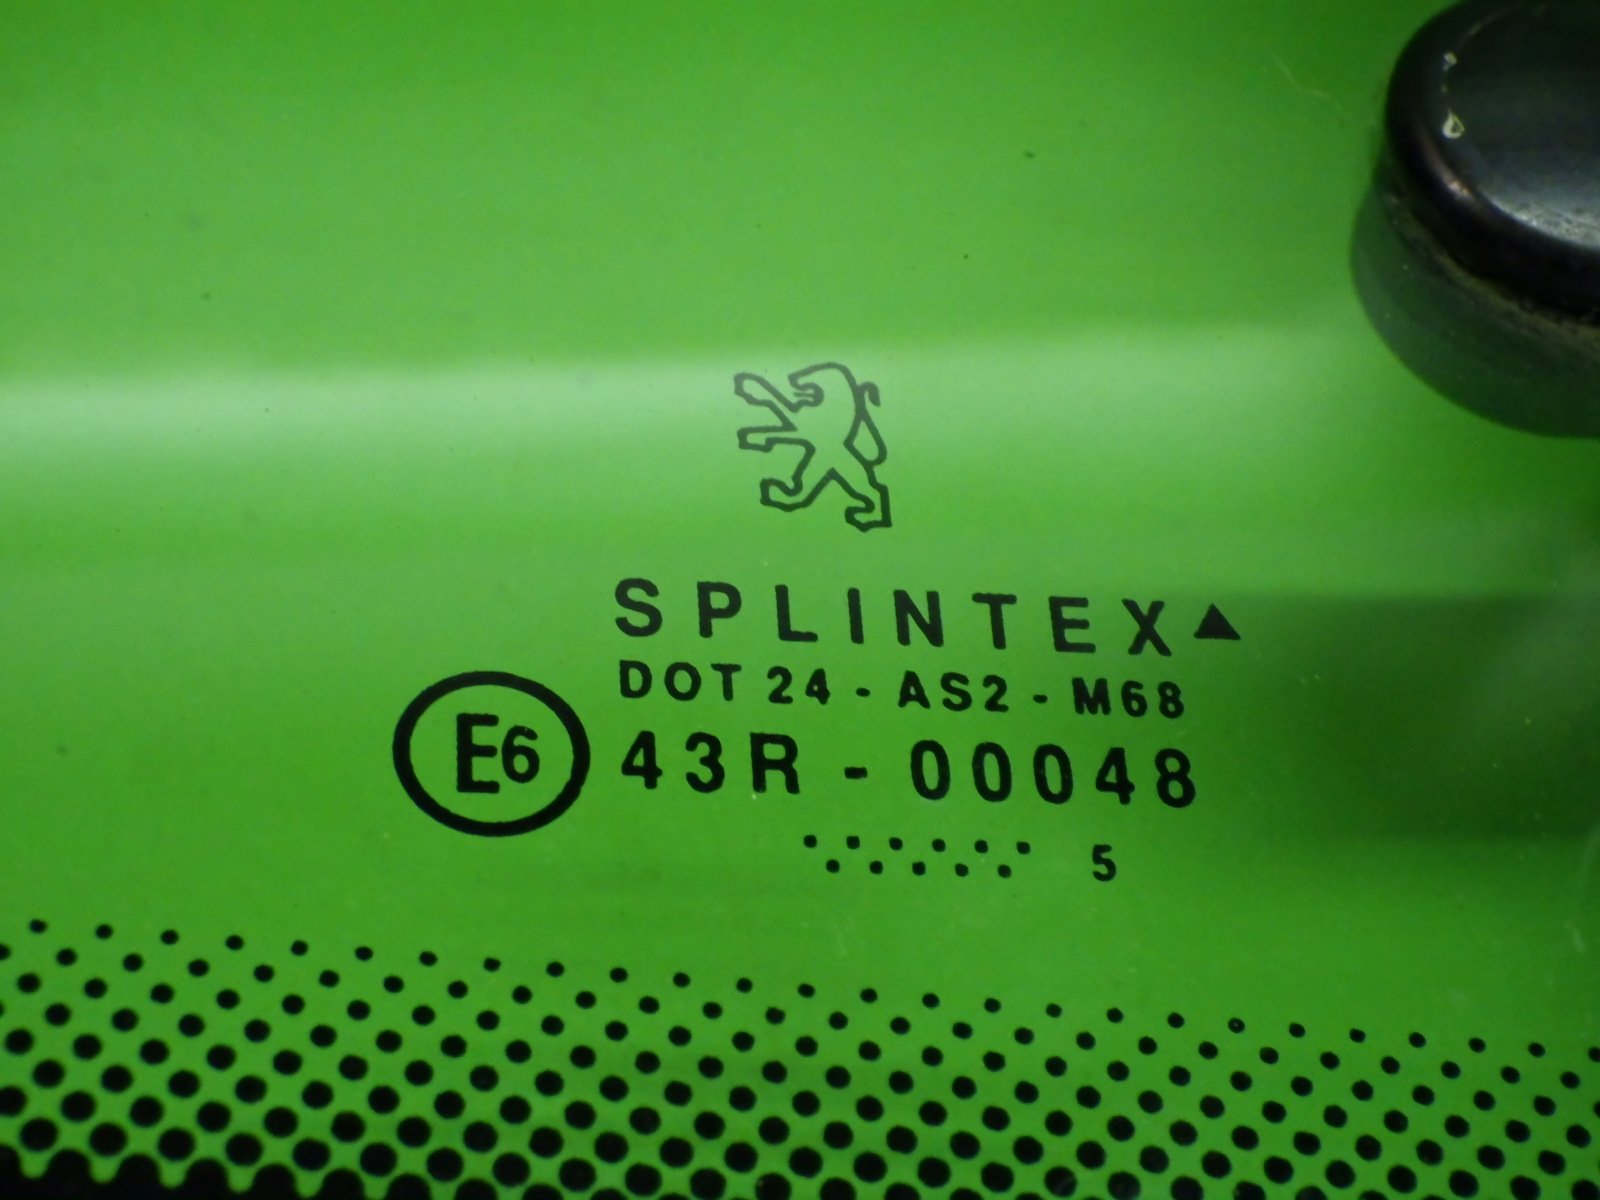 SPLINTEX▲
DOT 24 - AS2 - M68
E6 43R - 00048
5